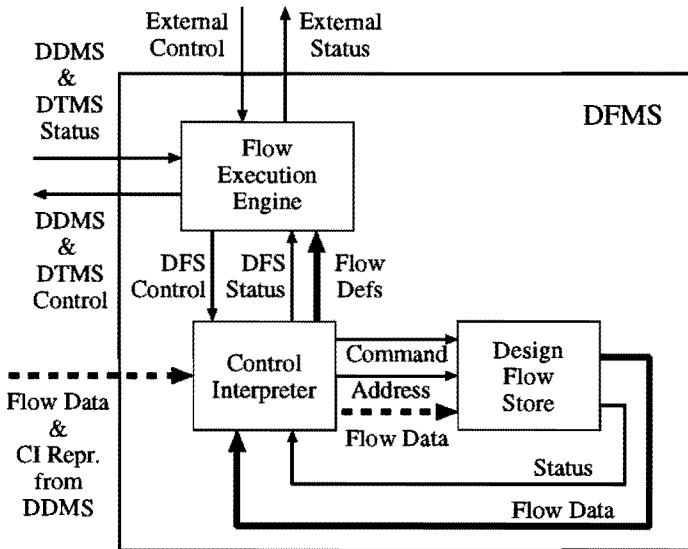 External
Control
External
Status
DDMS
&
DTMS
Status
DFMS
Flow
Execution
Engine
DDMS
&
DTMS
Control
DFS
Control
DFS
Status
Flow
Defs
Control
Interpreter
Command
Address
Flow Data
Design
Flow
Store
Flow Data
&
CI Repr.
from
DDMS
Status
Flow Data